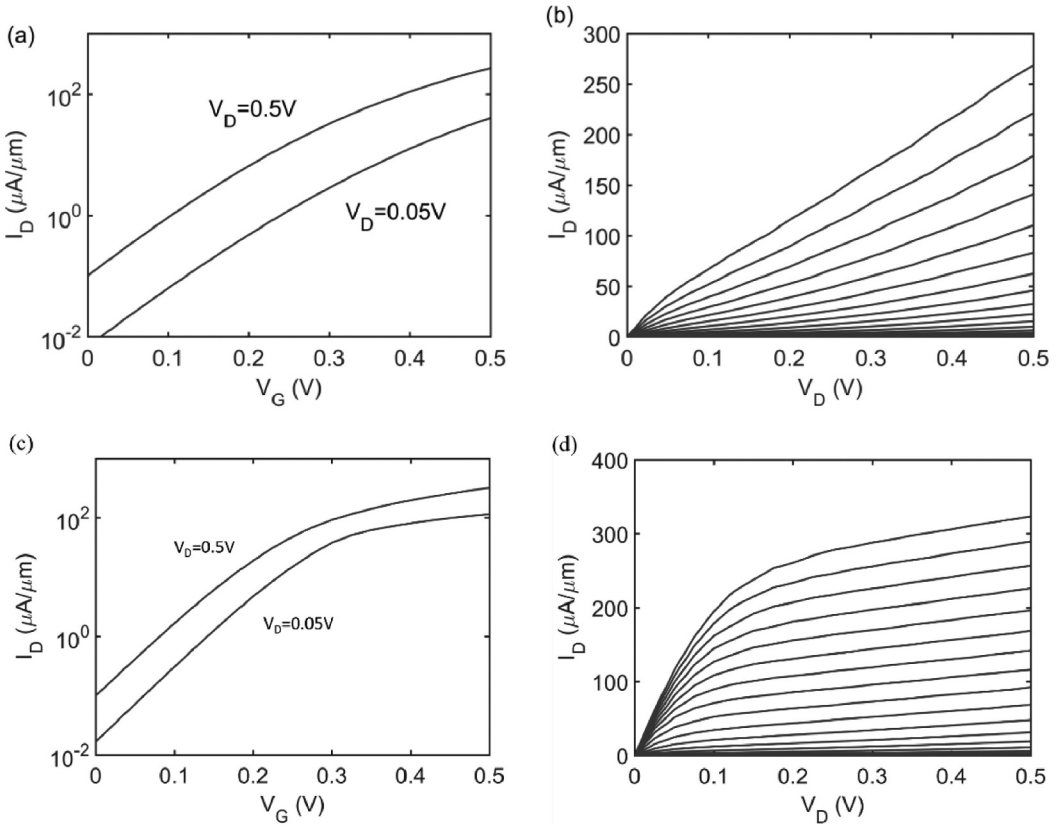 (a)
10^2
10^0
10^-2
I_D (μA/μm)
V_D=0.5V
V_D=0.05V
0 0.1 0.2 0.3 0.4 0.5
V_G (V)
(b)
300
250
200
150
100
50
0
I_D (μA/μm)
0 0.1 0.2 0.3 0.4 0.5
V_D (V)
(c)
10^2
10^0
10^-2
I_D (μA/μm)
V_D=0.5V
V_D=0.05V
0 0.1 0.2 0.3 0.4 0.5
V_G (V)
(d)
400
300
200
100
0
I_D (μA/μm)
0 0.1 0.2 0.3 0.4 0.5
V_D (V)